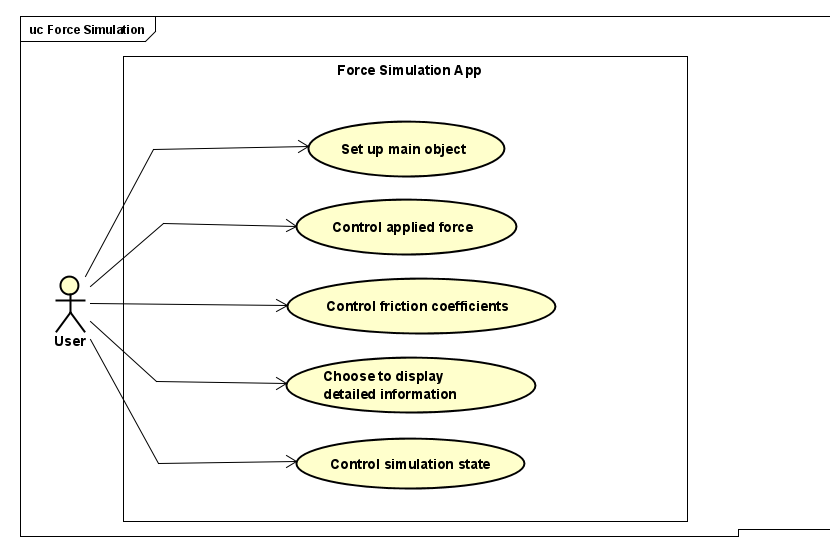 uc Force Simulation
Force Simulation App
Set up main object
Control applied force
Control friction coefficients
User
Choose to display
detailed information
Control simulation state